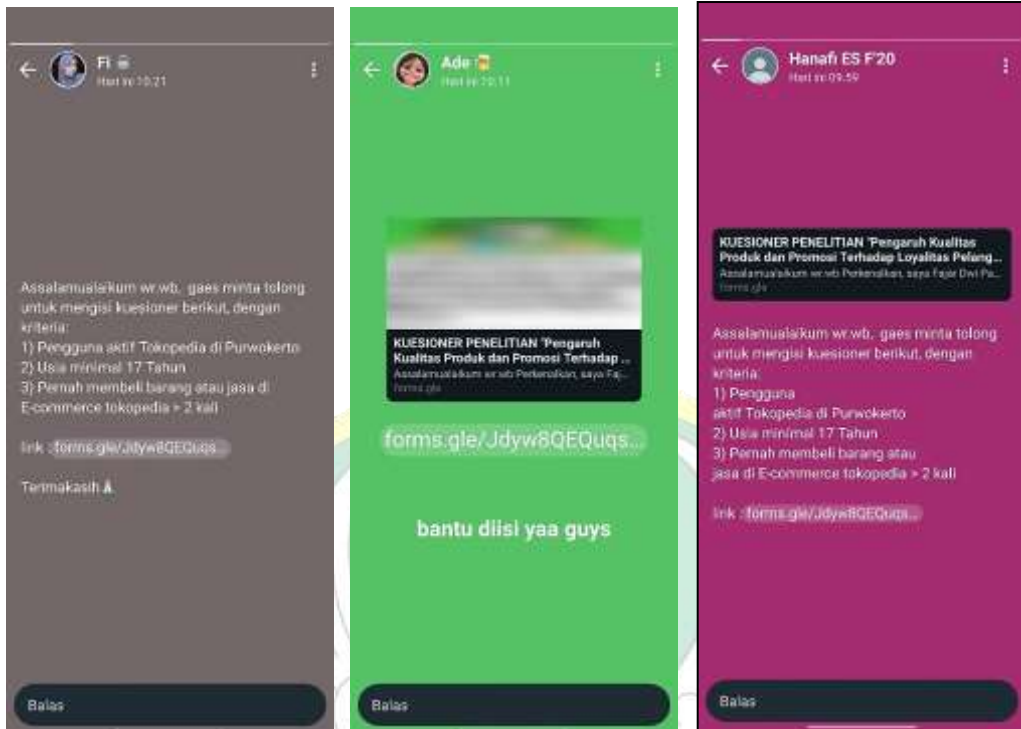 Fi
Hari ini 10.21
Assalamualaikum wr.wb, gaes minta tolong
untuk mengisi kuesioner berikut, dengan
kriteria:
1) Pengguna aktif Tokopedia di Purwokerto
2) Usia minimal 17 Tahun
3) Pernah membeli barang atau jasa di
E-commerce tokopedia > 2 kali
link : forms.gle/Jdyw8QEQuqs...
Terimakasih
Balas
Ade
Hari ini 10.11
KUESIONER PENELITIAN "Pengaruh
Kualitas Produk dan Promosi Terhadap ...
Assalamualaikum wr.wb Perkenalkan, saya Faj...
forms.gle
forms.gle/Jdyw8QEQuqs...
bantu diisi yaa guys
Balas
Hanafi ES F'20
Hari ini 09.59
KUESIONER PENELITIAN "Pengaruh Kualitas
Produk dan Promosi Terhadap Loyalitas Pelang...
Assalamualaikum wr.wb Perkenalkan, saya Fajar Dwi Pa...
forms.gle
Assalamualaikum wr.wb, gaes minta tolong
untuk mengisi kuesioner berikut, dengan
kriteria:
1) Pengguna
aktif Tokopedia di Purwokerto
2) Usia minimal 17 Tahun
3) Pernah membeli barang atau
jasa di E-commerce tokopedia > 2 kali
link : forms.gle/Jdyw8QEQuqs...
Balas